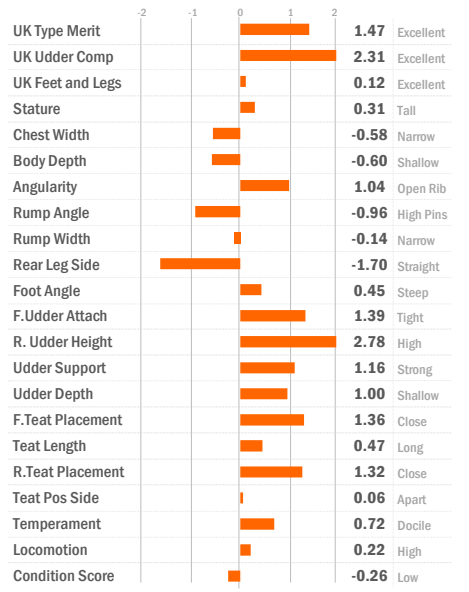 -2 -1 0 1 2
UK Type Merit 1.47 Excellent
UK Udder Comp 2.31 Excellent
UK Feet and Legs 0.12 Excellent
Stature 0.31 Tall
Chest Width -0.58 Narrow
Body Depth -0.60 Shallow
Angularity 1.04 Open Rib
Rump Angle -0.96 High Pins
Rump Width -0.14 Narrow
Rear Leg Side -1.70 Straight
Foot Angle 0.45 Steep
F.Udder Attach 1.39 Tight
R. Udder Height 2.78 High
Udder Support 1.16 Strong
Udder Depth 1.00 Shallow
F.Teat Placement 1.36 Close
Teat Length 0.47 Long
R.Teat Placement 1.32 Close
Teat Pos Side 0.06 Apart
Temperament 0.72 Docile
Locomotion 0.22 High
Condition Score -0.26 Low